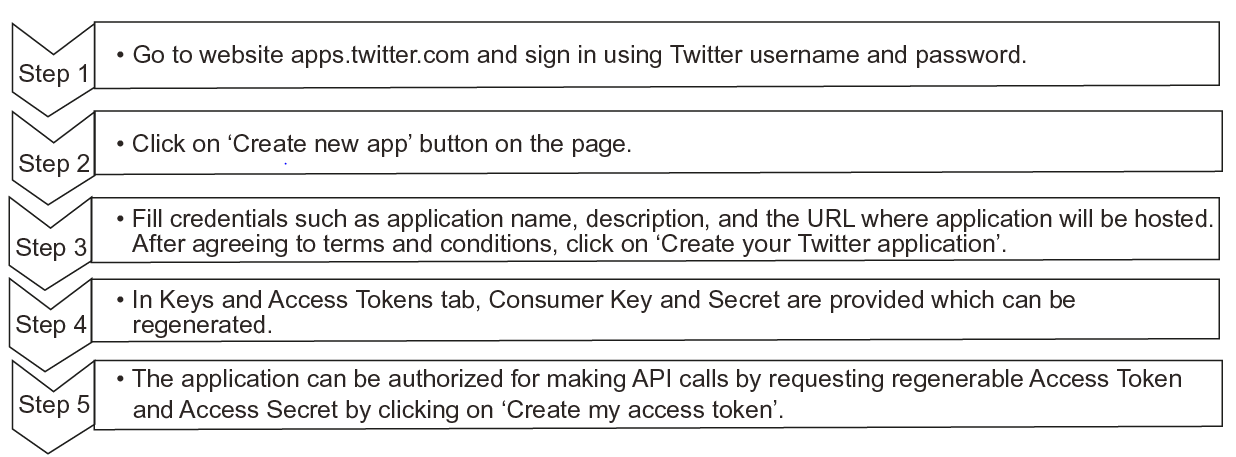 Step 1
• Go to website apps.twitter.com and sign in using Twitter username and password.
Step 2
• Click on ‘Create new app’ button on the page.
Step 3
• Fill credentials such as application name, description, and the URL where application will be hosted.
After agreeing to terms and conditions, click on ‘Create your Twitter application’.
Step 4
• In Keys and Access Tokens tab, Consumer Key and Secret are provided which can be
regenerated.
Step 5
• The application can be authorized for making API calls by requesting regenerable Access Token
and Access Secret by clicking on ‘Create my access token’.